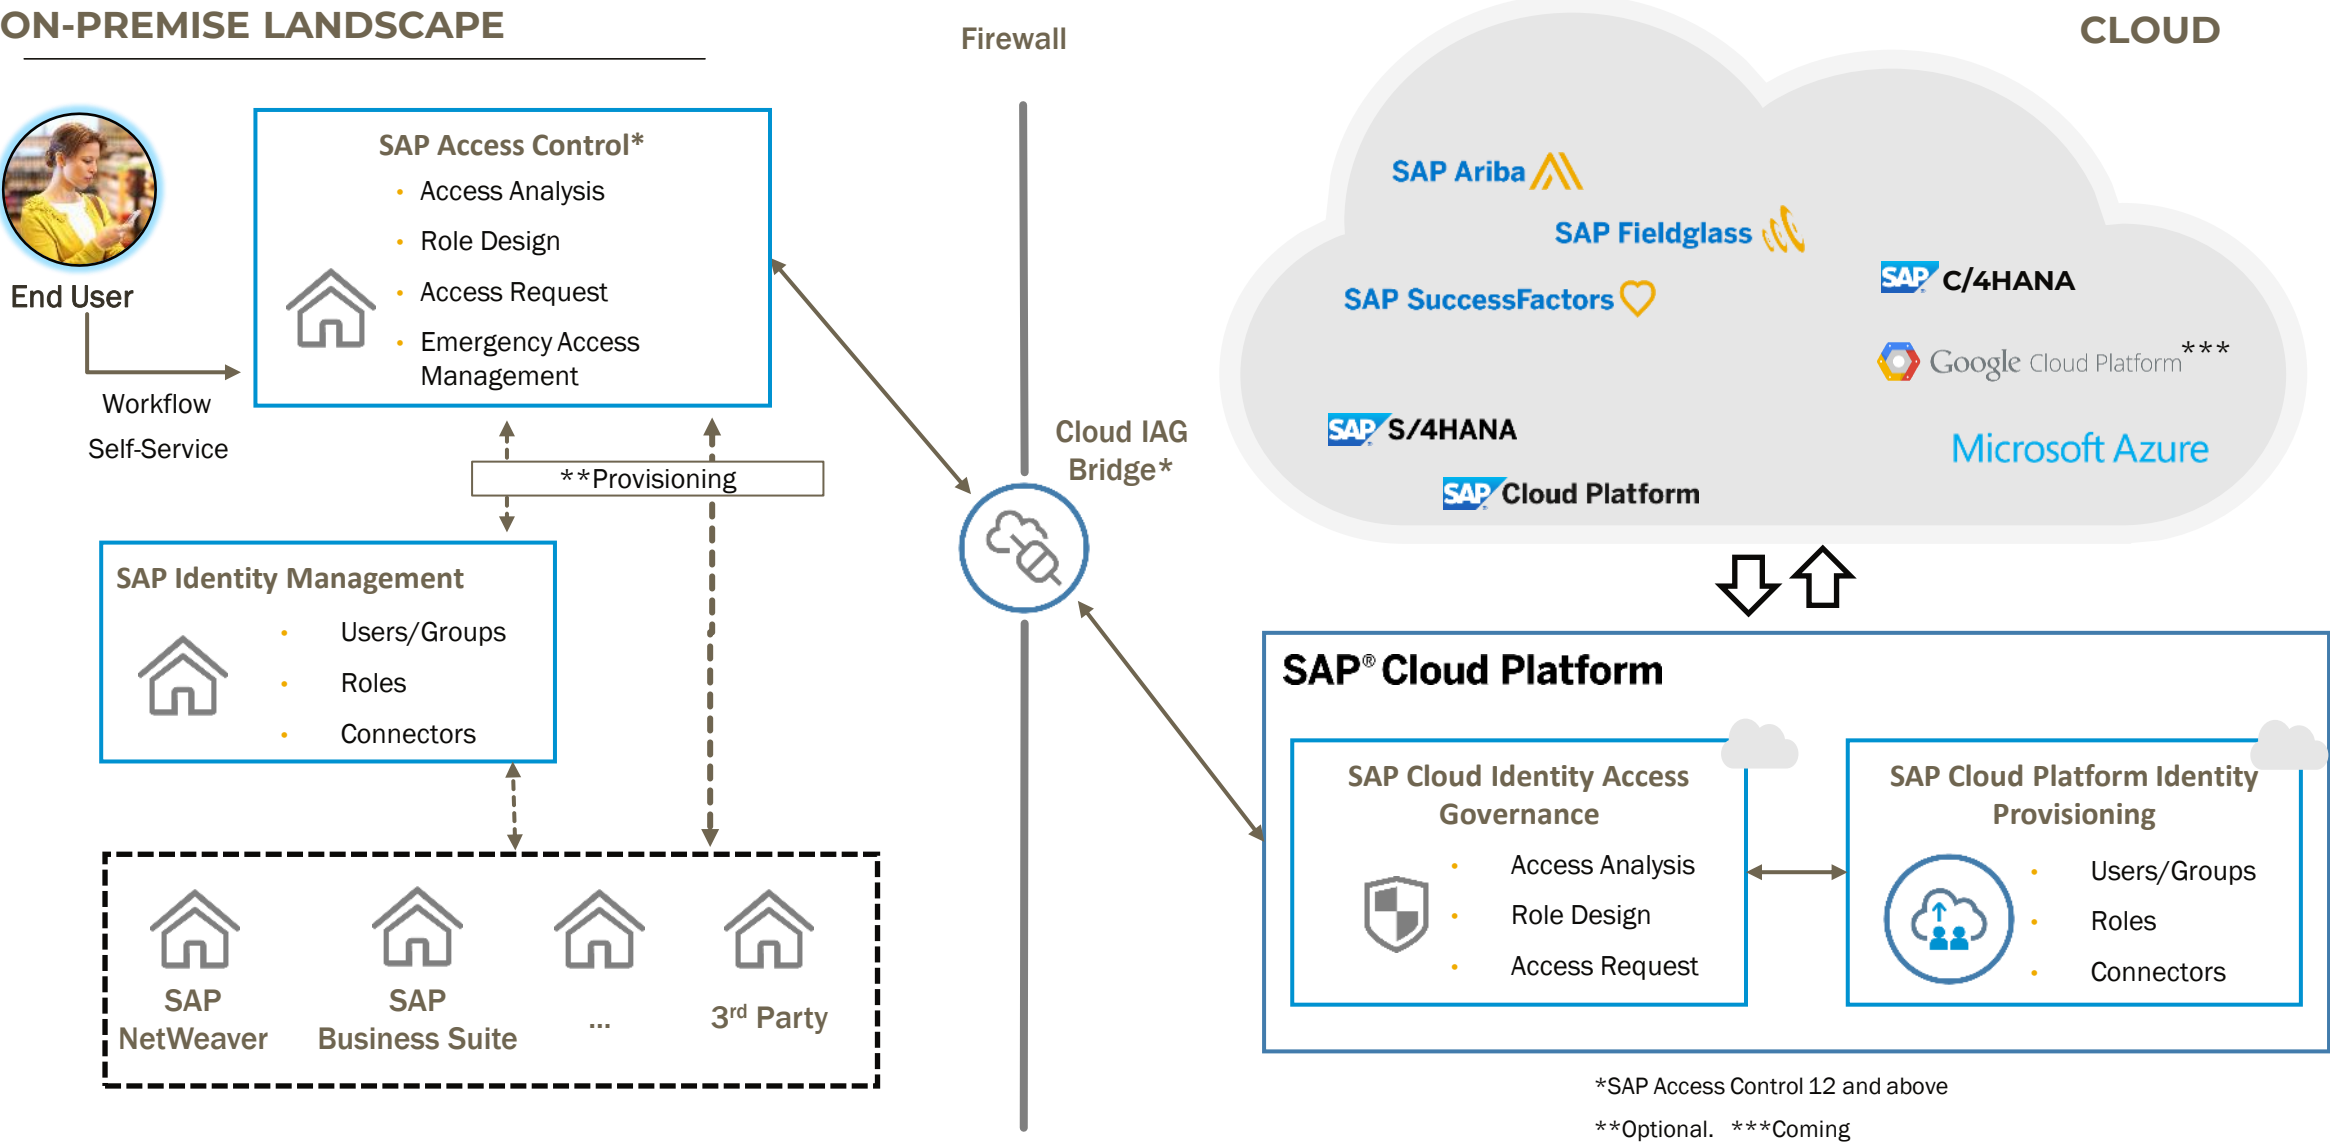 ON-PREMISE LANDSCAPE
Firewall
CLOUD
End User
Workflow
Self-Service
SAP Access Control*
• Access Analysis
• Role Design
• Access Request
• Emergency Access
Management
**Provisioning
SAP Identity Management
• Users/Groups
• Roles
• Connectors
SAP
NetWeaver
SAP
Business Suite
...
3rd Party
Cloud IAG
Bridge*
SAP Ariba
SAP Fieldglass
SAP SuccessFactors
SAP C/4HANA
Google Cloud Platform***
SAP S/4HANA
Microsoft Azure
SAP Cloud Platform
SAP® Cloud Platform
SAP Cloud Identity Access
Governance
• Access Analysis
• Role Design
• Access Request
SAP Cloud Platform Identity
Provisioning
• Users/Groups
• Roles
• Connectors
*SAP Access Control 12 and above
**Optional. ***Coming